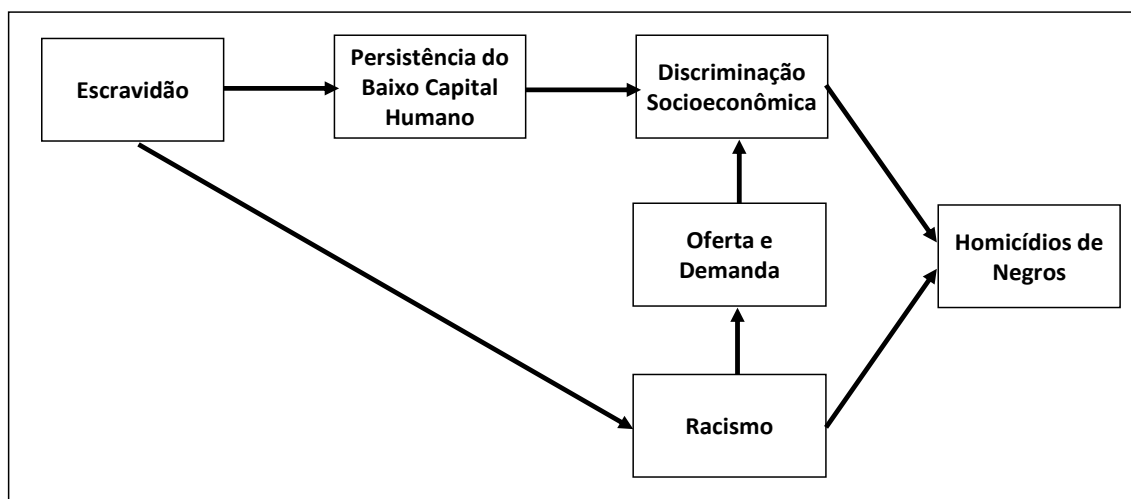 Escravidão
Persistência do
Baixo Capital
Humano
Discriminação
Socioeconômica
Oferta e
Demanda
Homicídios de
Negros
Racismo